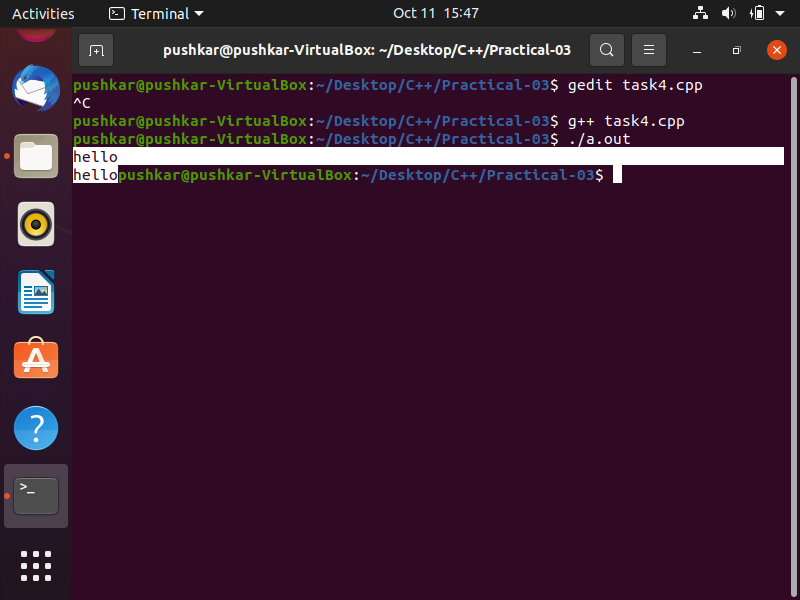 Activities Terminal Oct 11 15:47
pushkar@pushkar-VirtualBox: ~/Desktop/C++/Practical-03
pushkar@pushkar-VirtualBox:~/Desktop/C++/Practical-03$ gedit task4.cpp
^C
pushkar@pushkar-VirtualBox:~/Desktop/C++/Practical-03$ g++ task4.cpp
pushkar@pushkar-VirtualBox:~/Desktop/C++/Practical-03$ ./a.out
hello
hellopushkar@pushkar-VirtualBox:~/Desktop/C++/Practical-03$